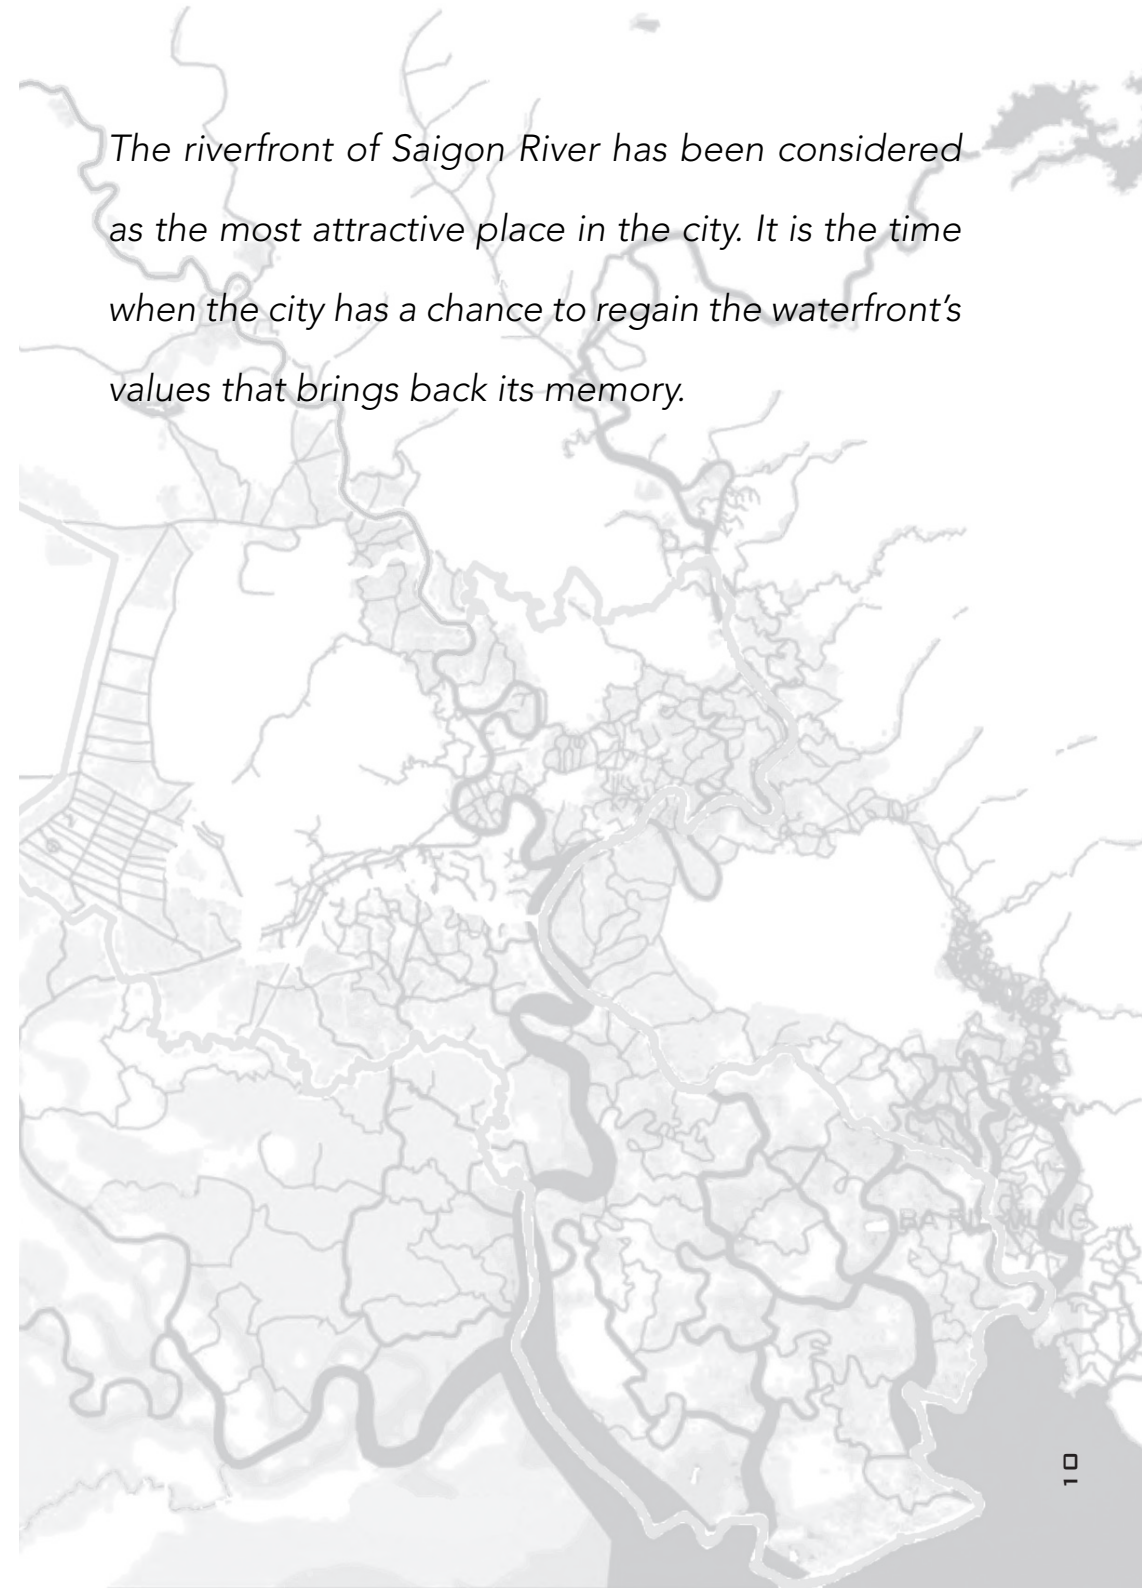 The riverfront of Saigon River has been considered
as the most attractive place in the city. It is the time
when the city has a chance to regain the waterfront’s
values that brings back its memory.
10